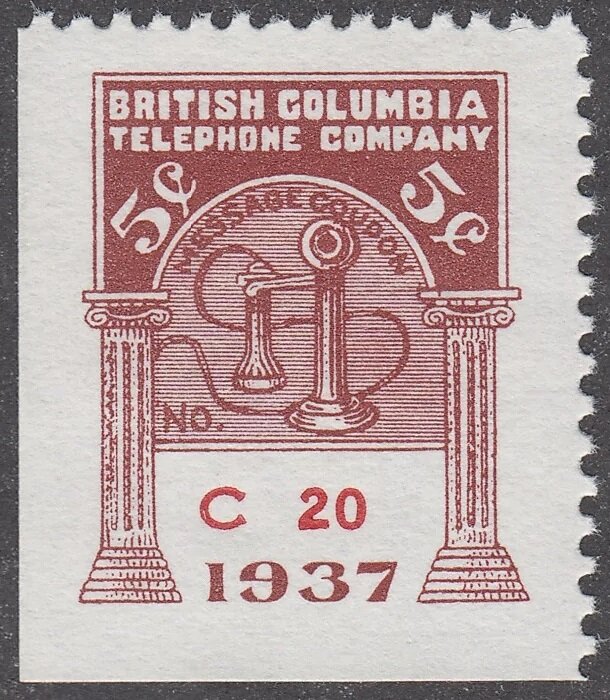 BRITISH COLUMBIA
TELEPHONE COMPANY
5¢ 5¢
MESSAGE COUPON
NO.
C 20
1937